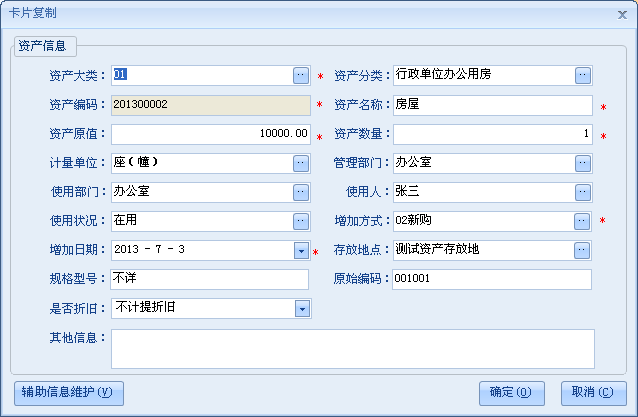 卡片复制
资产信息
资产大类： 01 * 资产分类： 行政单位办公用房 *
资产编码： 201300002 * 资产名称： 房屋 *
资产原值： 10000.00 * 资产数量： 1 *
计量单位： 座(幢) 管理部门： 办公室
使用部门： 办公室 使用人： 张三
使用状况： 在用 增加方式： 02新购 *
增加日期： 2013 - 7 - 3 * 存放地点： 测试资产存放地
规格型号： 不详 原始编码： 001001
是否折旧： 不计提折旧
其他信息：
辅助信息维护(V) 确定(O) 取消(C)